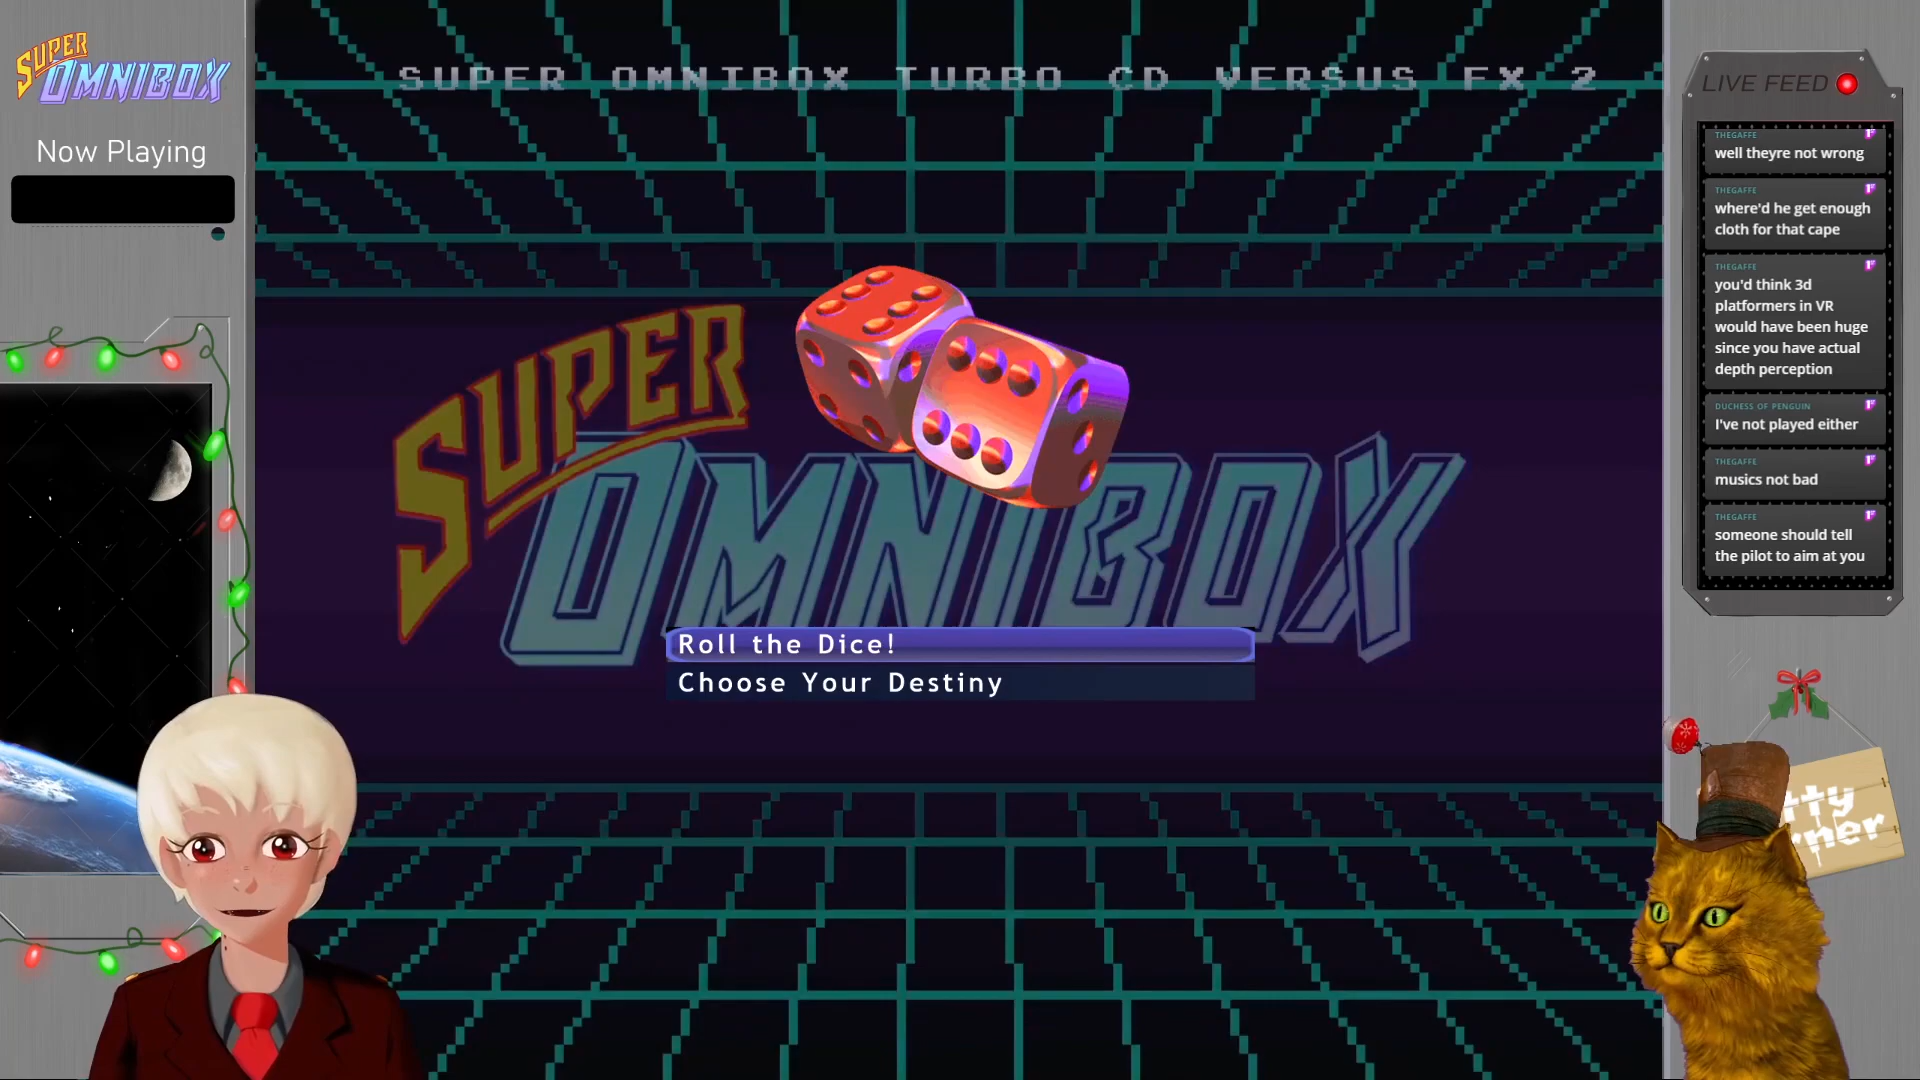 SUPER
OMNIBOX
Now Playing
SUPER OMNIBOX TURBO CD VERSUS FX 2
SUPER
OMNIBOX
Roll the Dice!
Choose Your Destiny
LIVE FEED
THEGAFFE
well theyre not wrong
THEGAFFE
where'd he get enough
cloth for that cape
THEGAFFE
you'd think 3d
platformers in VR
would have been huge
since you have actual
depth perception
DUCHESS OF PENGUIN
I've not played either
THEGAFFE
musics not bad
THEGAFFE
someone should tell
the pilot to aim at you